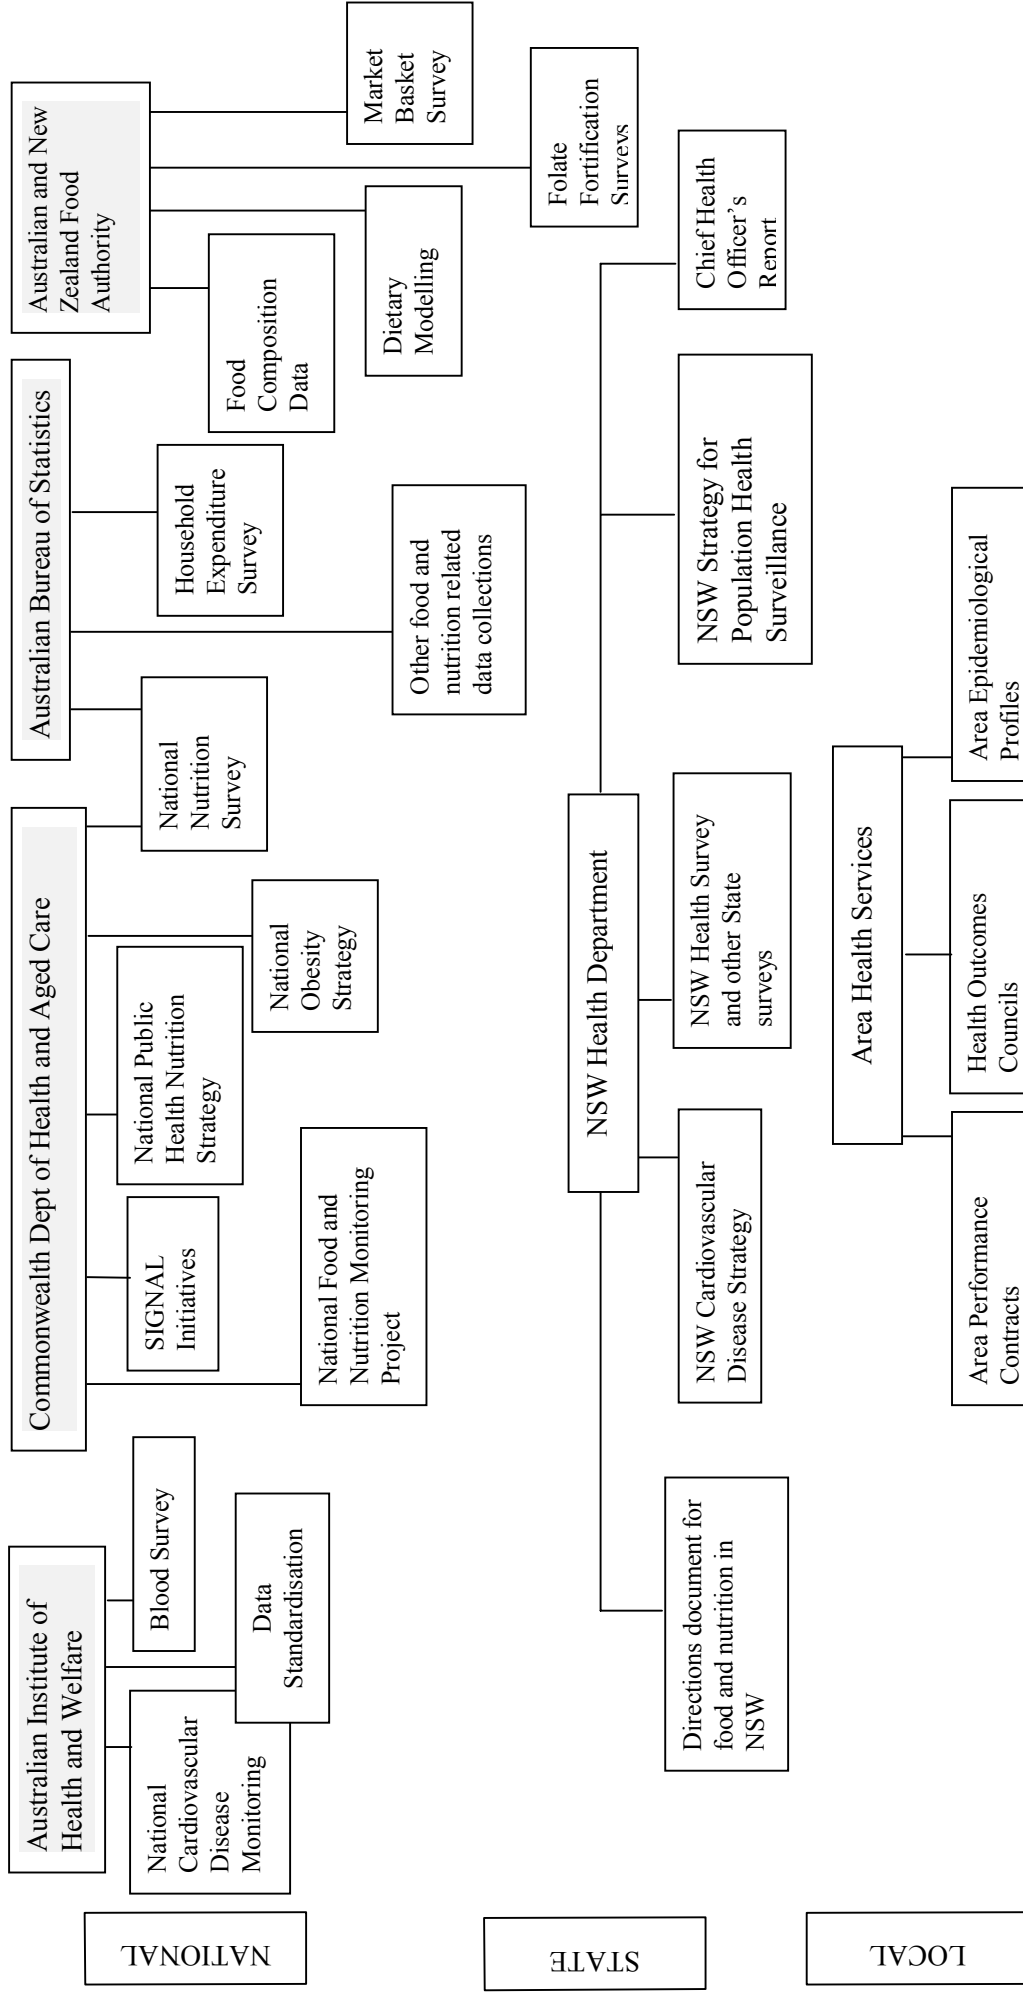 NATIONAL
Australian Institute of
Health and Welfare
National
Cardiovascular
Disease
Monitoring
Data
Standardisation
Blood Survey
Commonwealth Dept of Health and Aged Care
National Food and
Nutrition Monitoring
Project
SIGNAL
Initiatives
National Public
Health Nutrition
Strategy
National
Obesity
Strategy
National
Nutrition
Survey
Australian Bureau of Statistics
Other food and
nutrition related
data collections
Household
Expenditure
Survey
Australian and New
Zealand Food
Authority
Food
Composition
Data
Dietary
Modelling
Folate
Fortification
Surveys
Market
Basket
Survey
STATE
NSW Health Department
Directions document for
food and nutrition in
NSW
NSW Cardiovascular
Disease Strategy
NSW Health Survey
and other State
surveys
NSW Strategy for
Population Health
Surveillance
Chief Health
Officer's
Report
LOCAL
Area Health Services
Area Performance
Contracts
Health Outcomes
Councils
Area Epidemiological
Profiles